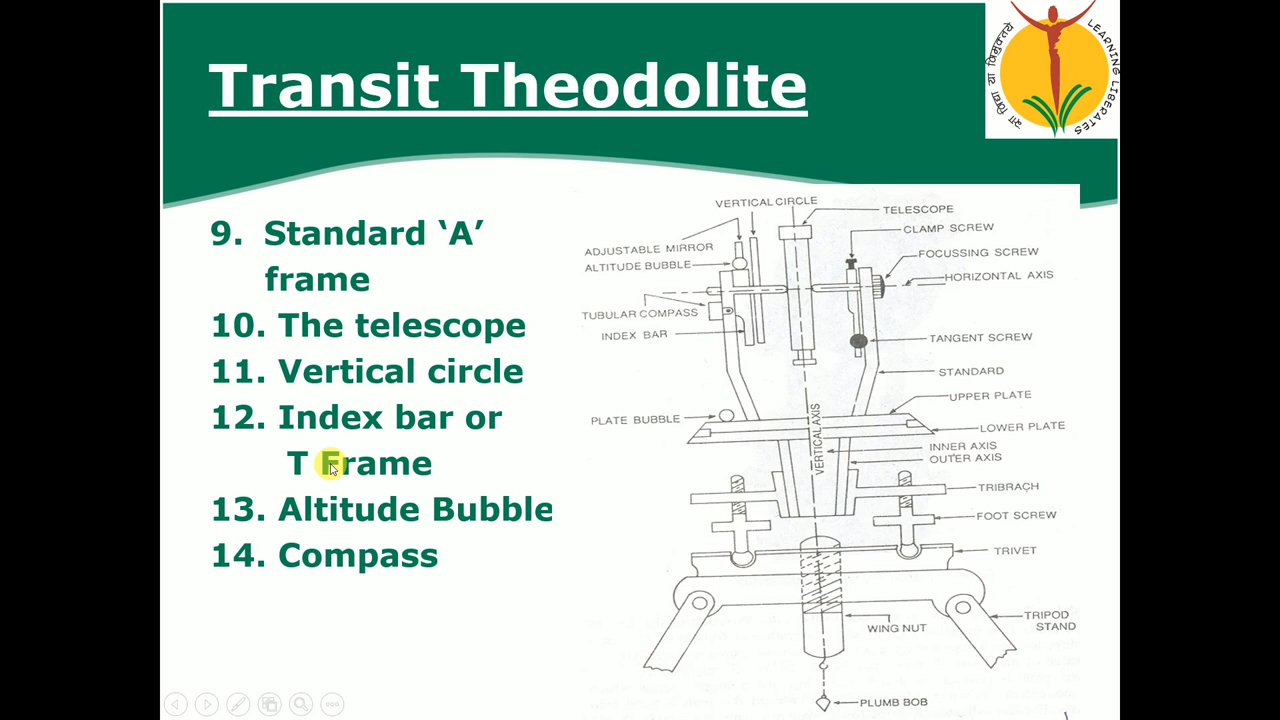 Transit Theodolite
सा विद्या या विमुक्तये
LEARNING LIBERATES
9. Standard ‘A’
frame
10. The telescope
11. Vertical circle
12. Index bar or
T Frame
13. Altitude Bubble
14. Compass
VERTICAL CIRCLE
TELESCOPE
CLAMP SCREW
ADJUSTABLE MIRROR
FOCUSSING SCREW
ALTITUDE BUBBLE
HORIZONTAL AXIS
TUBULAR COMPASS
INDEX BAR
TANGENT SCREW
STANDARD
UPPER PLATE
PLATE BUBBLE
LOWER PLATE
VERTICAL AXIS
INNER AXIS
OUTER AXIS
TRIBRACH
FOOT SCREW
TRIVET
TRIPOD
STAND
WING NUT
PLUMB BOB